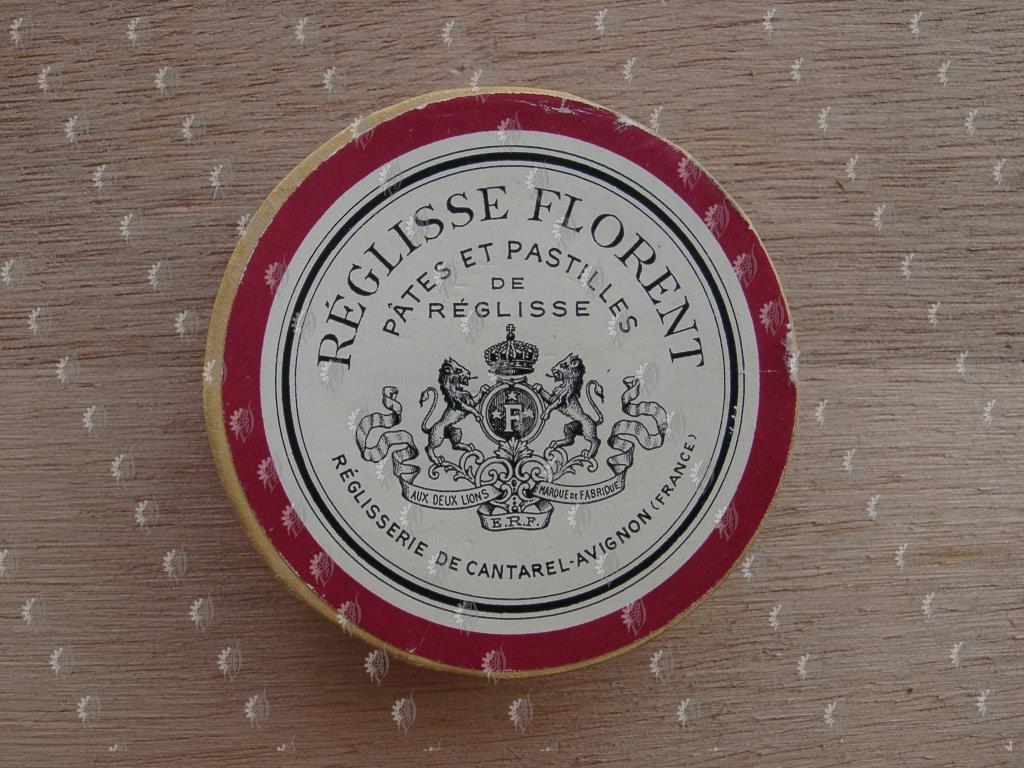 RÉGLISSE FLORENT
PÂTES ET PASTILLES
DE
RÉGLISSE
F
AUX DEUX LIONS
MARQUE DE FABRIQUE
E.R.F.
RÉGLISSERIE DE CANTAREL-AVIGNON (FRANCE)